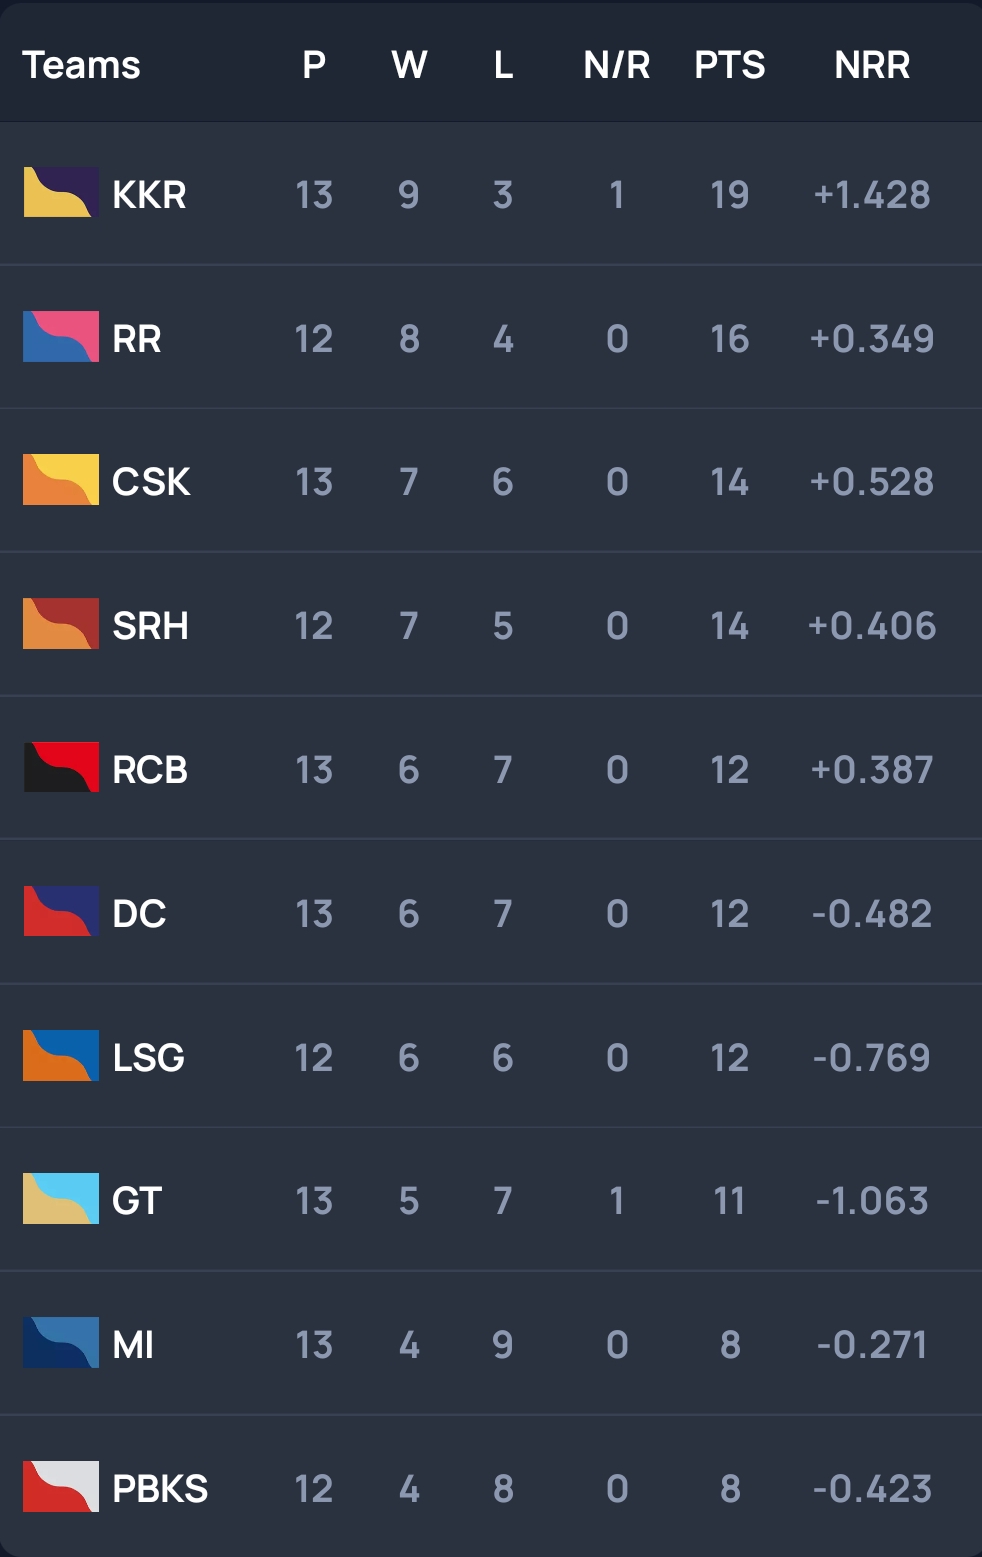 Teams P W L N/R PTS NRR
KKR 13 9 3 1 19 +1.428
RR 12 8 4 0 16 +0.349
CSK 13 7 6 0 14 +0.528
SRH 12 7 5 0 14 +0.406
RCB 13 6 7 0 12 +0.387
DC 13 6 7 0 12 -0.482
LSG 12 6 6 0 12 -0.769
GT 13 5 7 1 11 -1.063
MI 13 4 9 0 8 -0.271
PBKS 12 4 8 0 8 -0.423